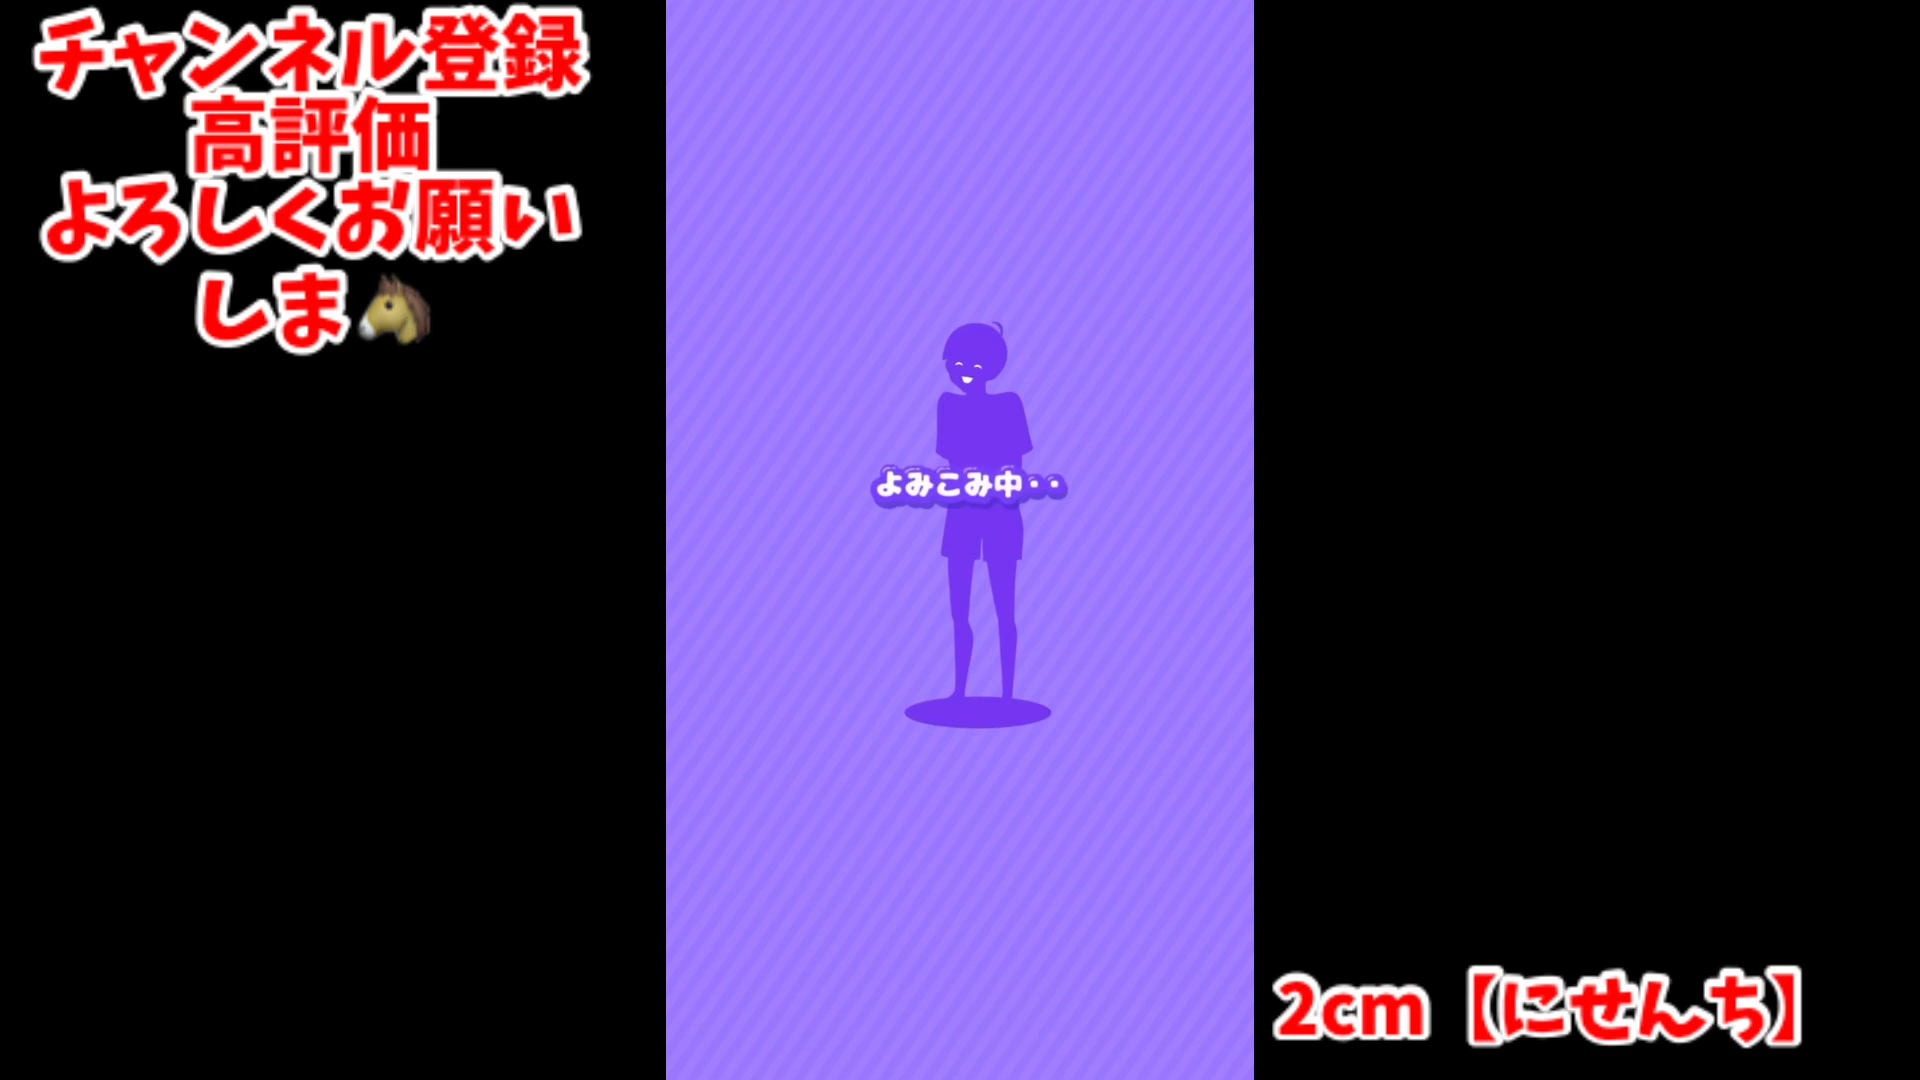 チャンネル登録
高評価
よろしくお願い
しま🐴
よみこみ中・・
2cm【にせんち】